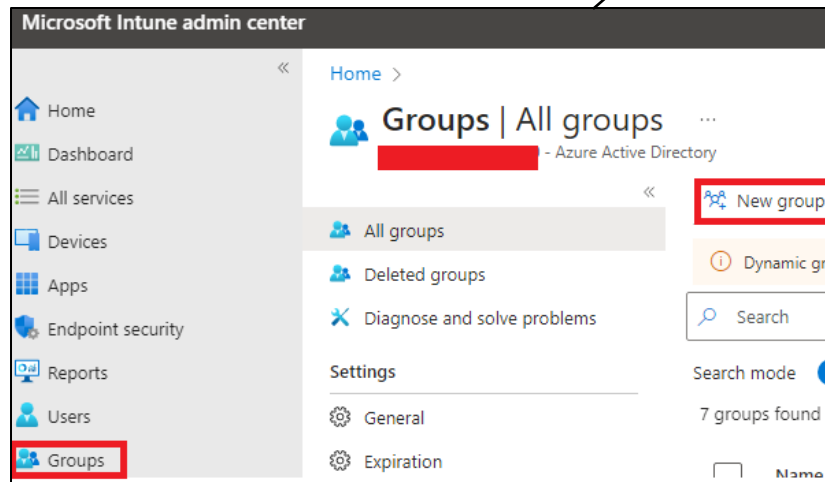 Microsoft Intune admin center
«
Home
Dashboard
All services
Devices
Apps
Endpoint security
Reports
Users
Groups
Home >
Groups | All groups ...
- Azure Active Directory
«
All groups
Deleted groups
Diagnose and solve problems
Settings
General
Expiration
New group
Dynamic
Search
Search mode
7 groups found
Name